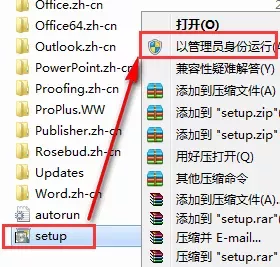 Office.zh-cn
Office64.zh-cn
Outlook.zh-cn
PowerPoint.zh-cn
Proofing.zh-cn
ProPlus.WW
Publisher.zh-cn
Rosebud.zh-cn
Updates
Word.zh-cn
autorun
setup
打开(O)
以管理员身份运行(A
兼容性疑难解答(Y)
添加到压缩文件(A)
添加到 "setup.zip"
添加到 "setup.zip"
用好压打开(Q)
其他压缩命令
添加到压缩文件(A)...
添加到 "setup.rar"(
压缩并 E-mail...
压缩到 "setup.rar"